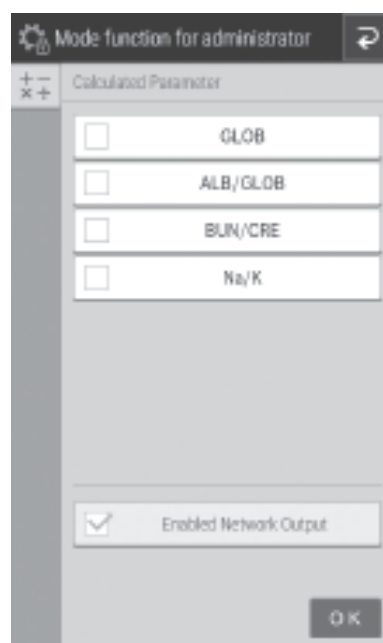 Mode function for administrator
Calculated Parameter
GLOB
ALB/GLOB
BUN/CRE
Na/K
Enabled Network Output
OK